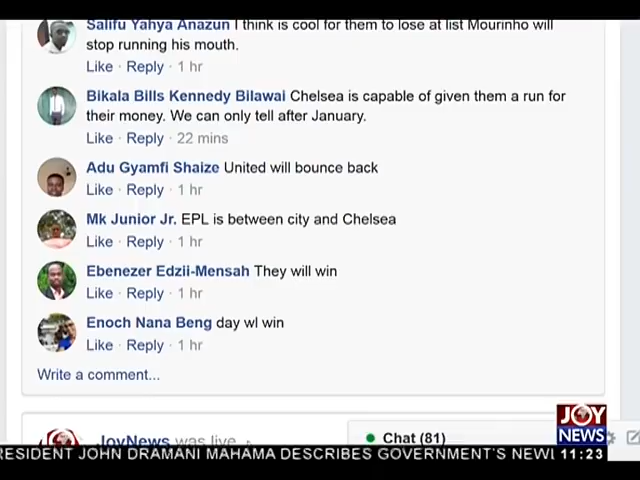 Salifu Yahya Anazun I think is cool for them to lose at list Mourinho will
stop running his mouth.
Like · Reply · 1 hr
Bikala Bills Kennedy Bilawai Chelsea is capable of given them a run for
their money. We can only tell after January.
Like · Reply · 22 mins
Adu Gyamfi Shaize United will bounce back
Like · Reply · 1 hr
Mk Junior Jr. EPL is between city and Chelsea
Like · Reply · 1 hr
Ebenezer Edzii-Mensah They will win
Like · Reply · 1 hr
Enoch Nana Beng day wl win
Like · Reply · 1 hr
Write a comment...
JoyNews was live
Chat (81)
JOY
NEWS
RESIDENT JOHN DRAMANI MAHAMA DESCRIBES GOVERNMENT'S NEW
11:23